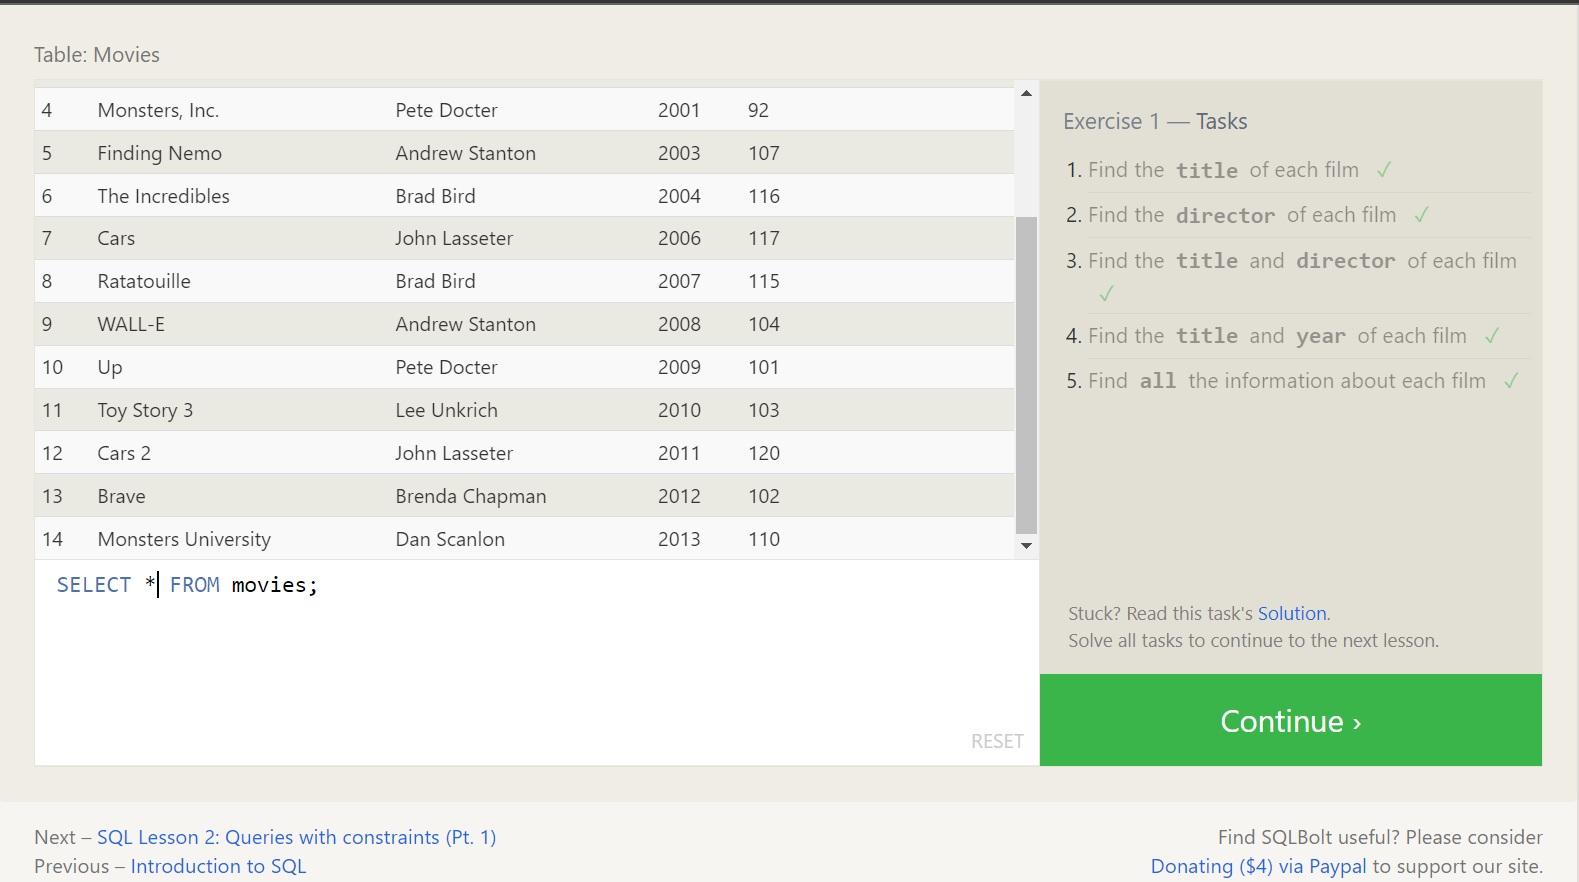 Table: Movies
4 Monsters, Inc. Pete Docter 2001 92
5 Finding Nemo Andrew Stanton 2003 107
6 The Incredibles Brad Bird 2004 116
7 Cars John Lasseter 2006 117
8 Ratatouille Brad Bird 2007 115
9 WALL-E Andrew Stanton 2008 104
10 Up Pete Docter 2009 101
11 Toy Story 3 Lee Unkrich 2010 103
12 Cars 2 John Lasseter 2011 120
13 Brave Brenda Chapman 2012 102
14 Monsters University Dan Scanlon 2013 110
SELECT * FROM movies;
RESET
Exercise 1 — Tasks
1. Find the title of each film ✓
2. Find the director of each film ✓
3. Find the title and director of each film
✓
4. Find the title and year of each film ✓
5. Find all the information about each film ✓
Stuck? Read this task's Solution.
Solve all tasks to continue to the next lesson.
Continue ›
Next – SQL Lesson 2: Queries with constraints (Pt. 1)
Previous – Introduction to SQL
Find SQLBolt useful? Please consider
Donating ($4) via Paypal to support our site.